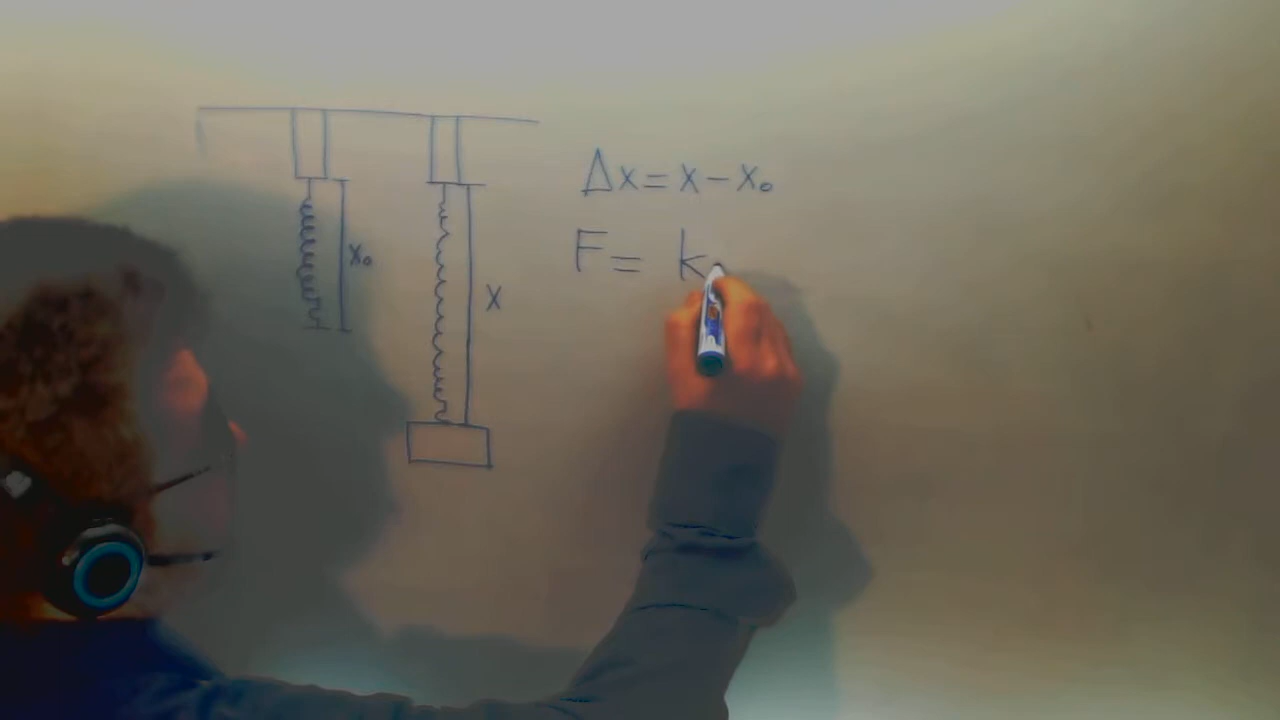 x₀
x
Δx = x - x₀
F = k